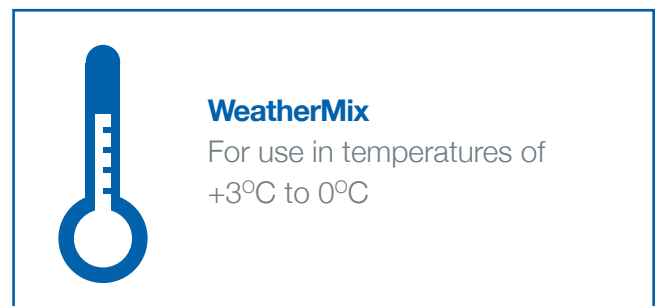 WeatherMix
For use in temperatures of
+3ºC to 0ºC